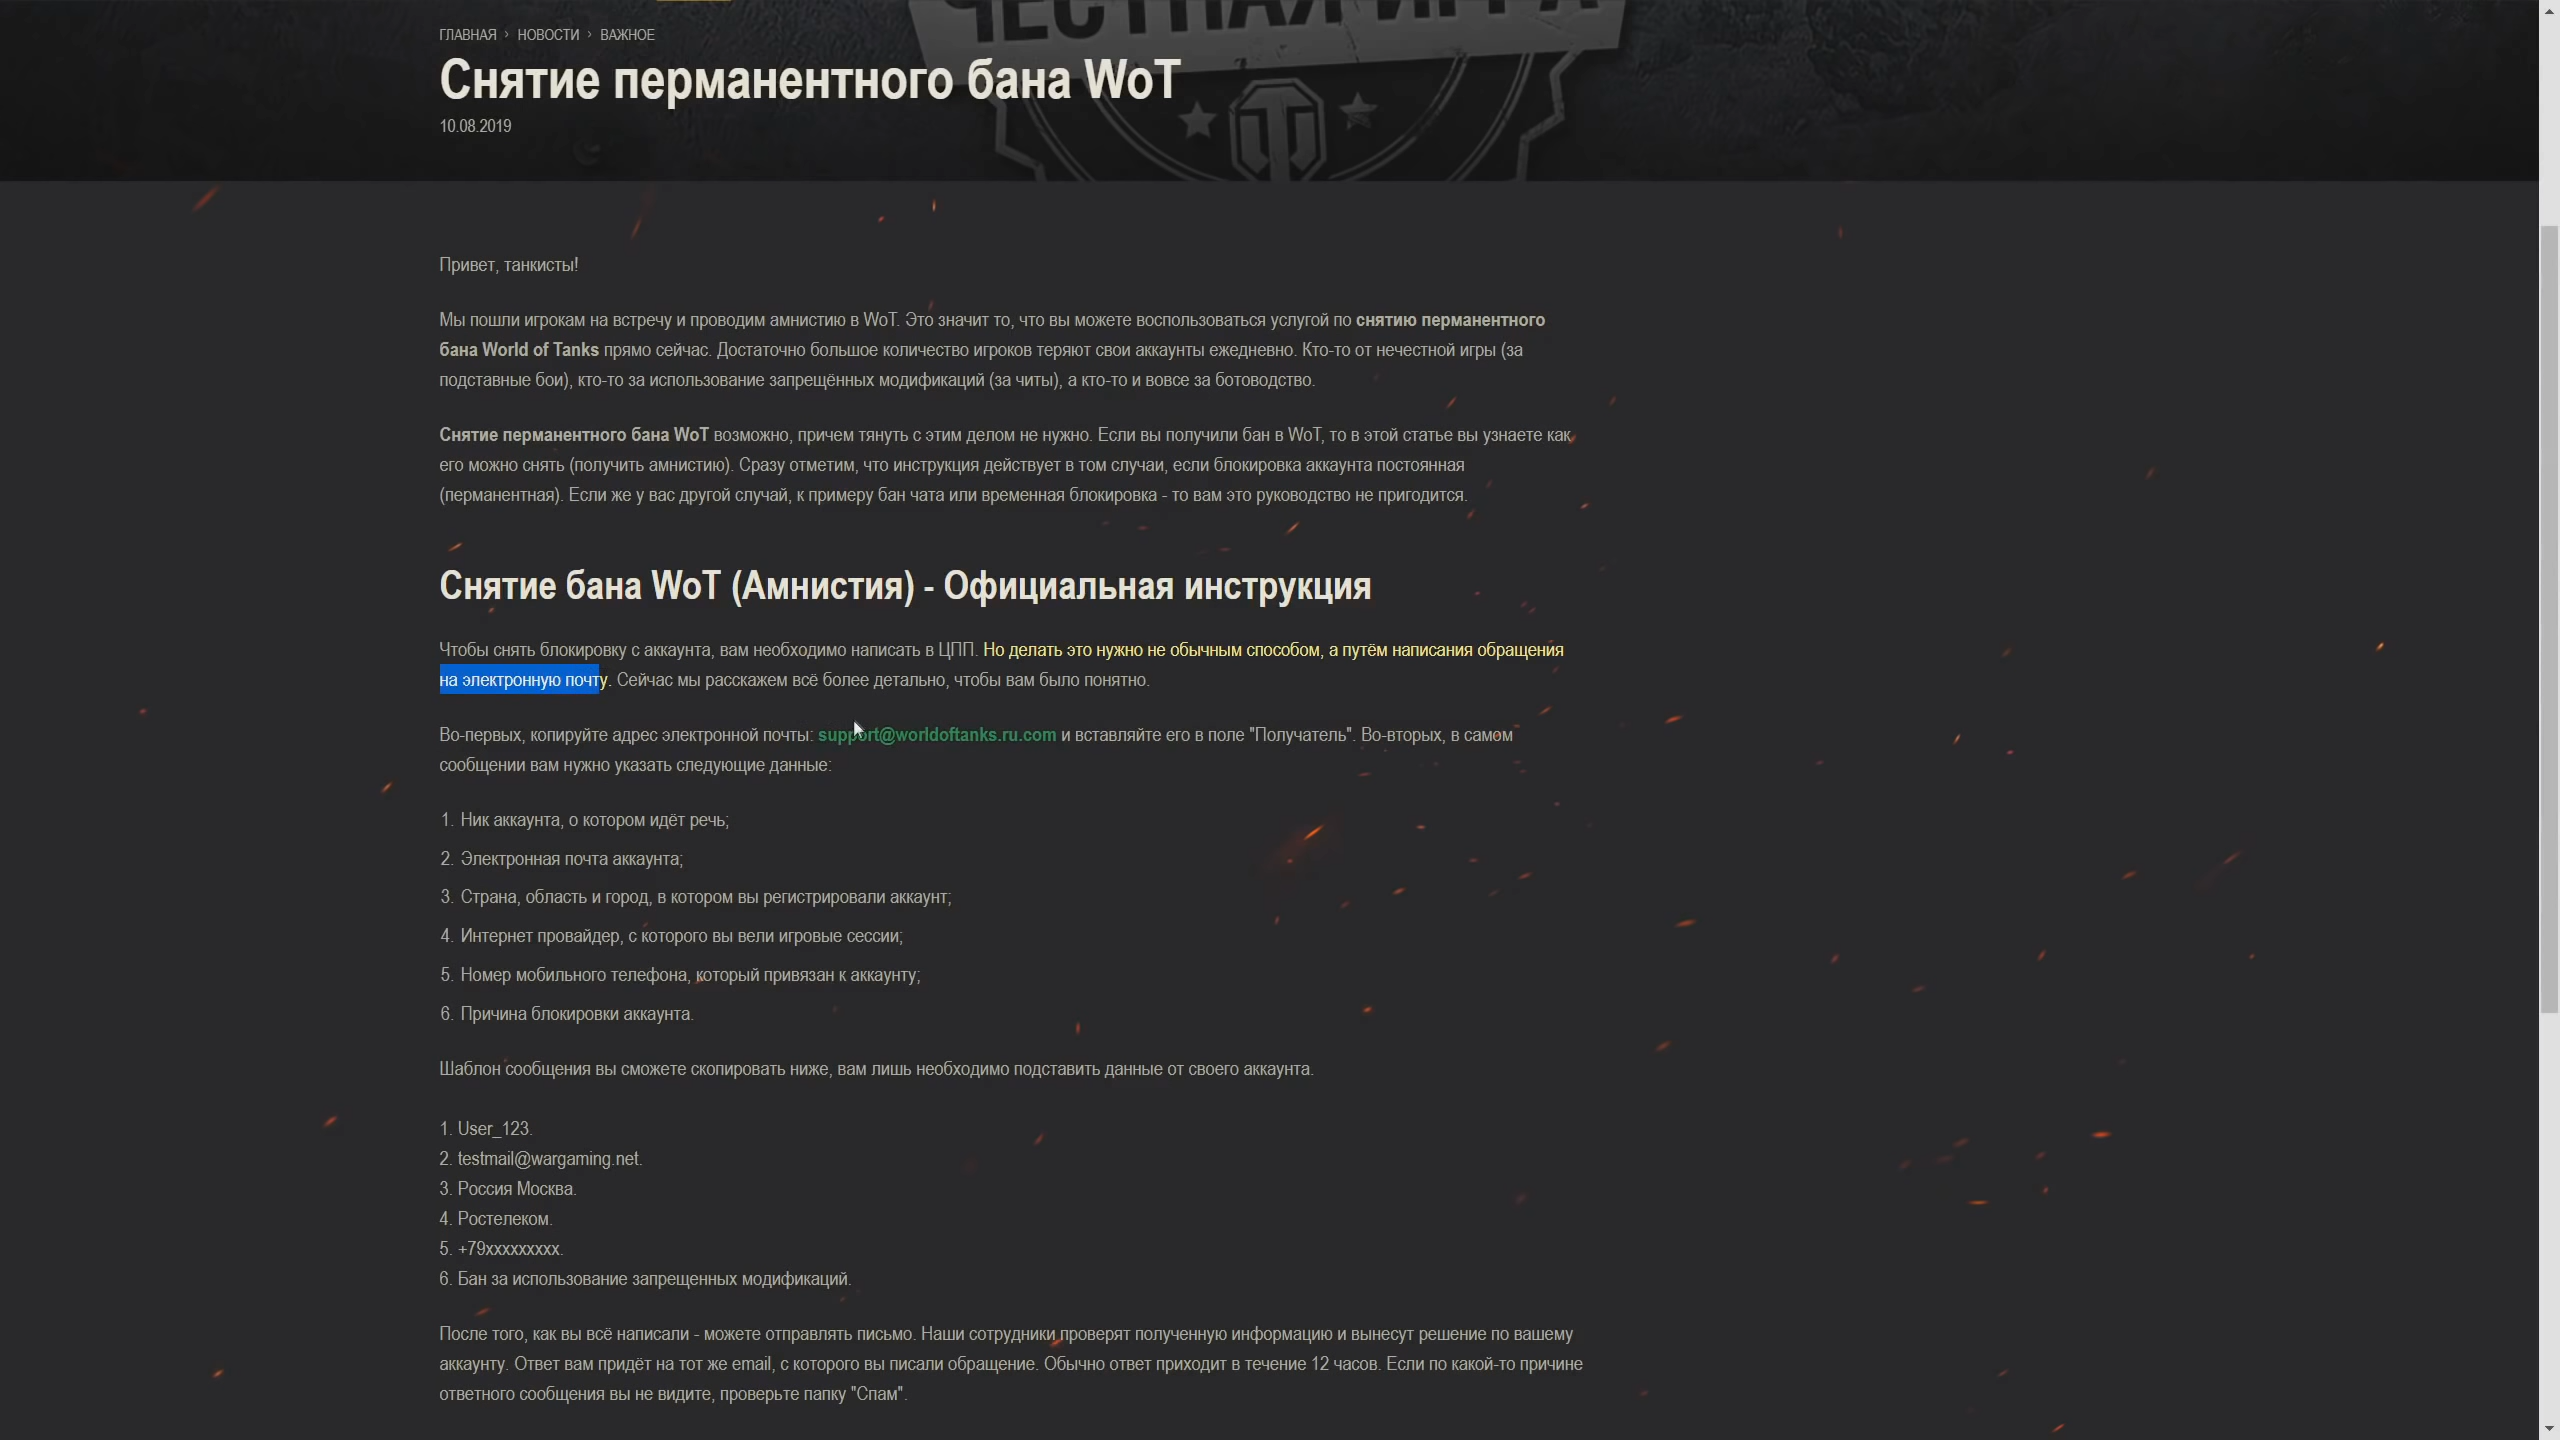 ЧЕСТНАЯ ИГРА
ГЛАВНАЯ › НОВОСТИ › ВАЖНОЕ
Снятие перманентного бана WoT
10.08.2019
Привет, танкисты!
Мы пошли игрокам на встречу и проводим амнистию в WoT. Это значит то, что вы можете воспользоваться услугой по снятию перманентного
бана World of Tanks прямо сейчас. Достаточно большое количество игроков теряют свои аккаунты ежедневно. Кто-то от нечестной игры (за
подставные бои), кто-то за использование запрещённых модификаций (за читы), а кто-то и вовсе за ботоводство.
Снятие перманентного бана WoT возможно, причем тянуть с этим делом не нужно. Если вы получили бан в WoT, то в этой статье вы узнаете как
его можно снять (получить амнистию). Сразу отметим, что инструкция действует в том случаи, если блокировка аккаунта постоянная
(перманентная). Если же у вас другой случай, к примеру бан чата или временная блокировка - то вам это руководство не пригодится.
Снятие бана WoT (Амнистия) - Официальная инструкция
Чтобы снять блокировку с аккаунта, вам необходимо написать в ЦПП. Но делать это нужно не обычным способом, а путём написания обращения
на электронную почту. Сейчас мы расскажем всё более детально, чтобы вам было понятно.
Во-первых, копируйте адрес электронной почты: support@worldoftanks.ru.com и вставляйте его в поле "Получатель". Во-вторых, в самом
сообщении вам нужно указать следующие данные:
1. Ник аккаунта, о котором идёт речь;
2. Электронная почта аккаунта;
3. Страна, область и город, в котором вы регистрировали аккаунт;
4. Интернет провайдер, с которого вы вели игровые сессии;
5. Номер мобильного телефона, который привязан к аккаунту;
6. Причина блокировки аккаунта.
Шаблон сообщения вы сможете скопировать ниже, вам лишь необходимо подставить данные от своего аккаунта.
1. User_123.
2. testmail@wargaming.net.
3. Россия Москва.
4. Ростелеком.
5. +79xxxxxxxxx.
6. Бан за использование запрещенных модификаций.
После того, как вы всё написали - можете отправлять письмо. Наши сотрудники проверят полученную информацию и вынесут решение по вашему
аккаунту. Ответ вам придёт на тот же email, с которого вы писали обращение. Обычно ответ приходит в течение 12 часов. Если по какой-то причине
ответного сообщения вы не видите, проверьте папку "Спам".